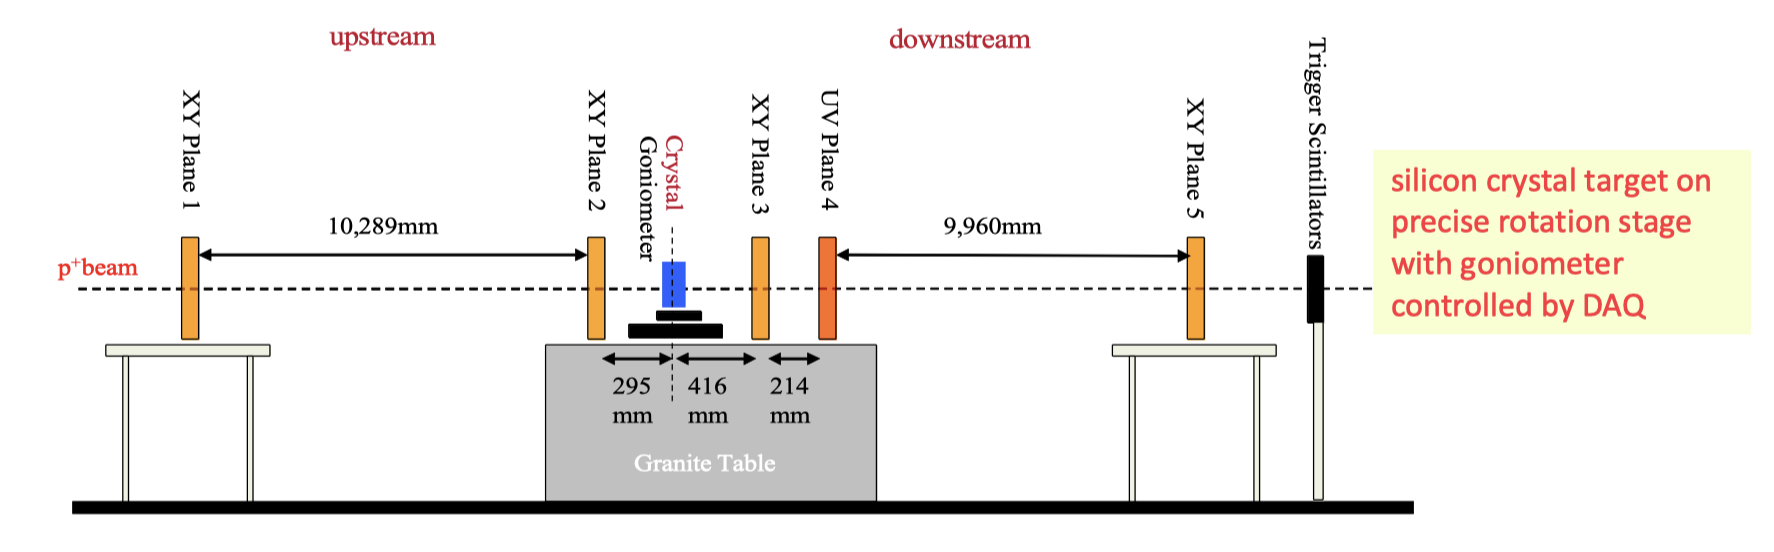 upstream
downstream
XY Plane 1
XY Plane 2
Goniometer
Crystal
XY Plane 3
UV Plane 4
XY Plane 5
Trigger Scintillators
10,289mm
9,960mm
p⁺beam
295
mm
416
mm
214
mm
Granite Table
silicon crystal target on
precise rotation stage
with goniometer
controlled by DAQ